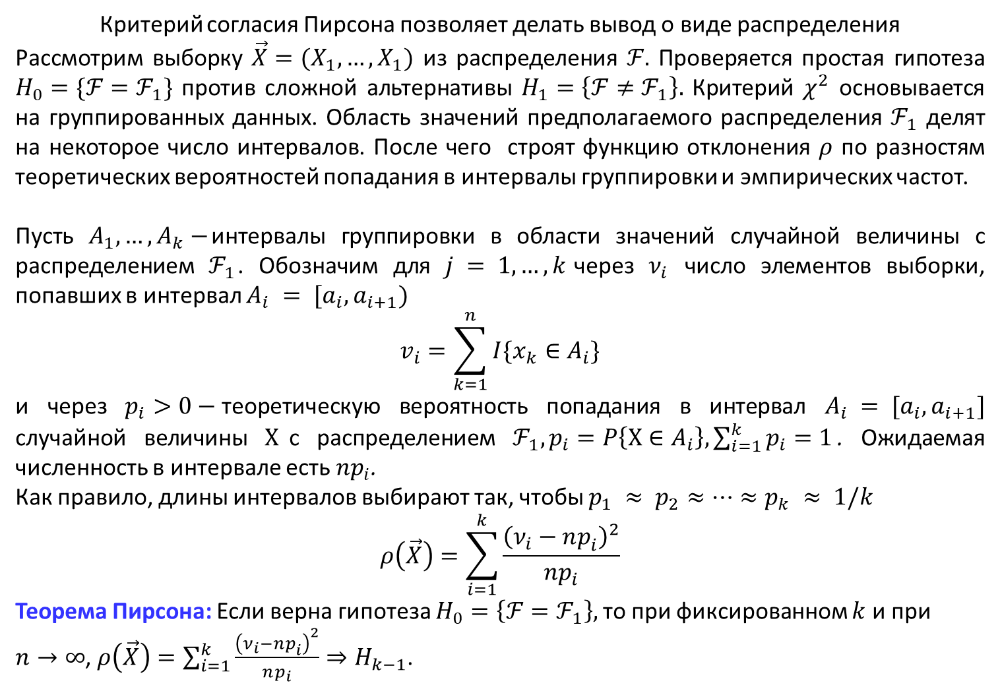 Критерий согласия Пирсона позволяет делать вывод о виде распределения
Рассмотрим выборку $\vec{X} = (X_1, \dots, X_1)$ из распределения $\mathcal{F}$. Проверяется простая гипотеза
$H_0 = \{\mathcal{F} = \mathcal{F}_1\}$ против сложной альтернативы $H_1 = \{\mathcal{F} \neq \mathcal{F}_1\}$. Критерий $\chi^2$ основывается
на группированных данных. Область значений предполагаемого распределения $\mathcal{F}_1$ делят
на некоторое число интервалов. После чего строят функцию отклонения $\rho$ по разностям
теоретических вероятностей попадания в интервалы группировки и эмпирических частот.
Пусть $A_1, \dots, A_k$ − интервалы группировки в области значений случайной величины с
распределением $\mathcal{F}_1$. Обозначим для $j = 1, \dots, k$ через $\nu_i$ число элементов выборки,
попавших в интервал $A_i = [a_i, a_{i+1})$
$v_i = \sum_{k=1}^{n} I\{x_k \in A_i\}$
и через $p_i > 0$ − теоретическую вероятность попадания в интервал $A_i = [a_i, a_{i+1}]$
случайной величины X с распределением $\mathcal{F}_1, p_i = P\{X \in A_i\}, \sum_{i=1}^{k} p_i = 1$. Ожидаемая
численность в интервале есть $np_i$.
Как правило, длины интервалов выбирают так, чтобы $p_1 \approx p_2 \approx \cdots \approx p_k \approx 1/k$
$\rho(\vec{X}) = \sum_{i=1}^{k} \frac{(\nu_i - np_i)^2}{np_i}$
Теорема Пирсона: Если верна гипотеза $H_0 = \{\mathcal{F} = \mathcal{F}_1\}$, то при фиксированном $k$ и при
$n \to \infty, \rho(\vec{X}) = \sum_{i=1}^{k} \frac{(\nu_i - np_i)^2}{np_i} \Rightarrow H_{k-1}$.